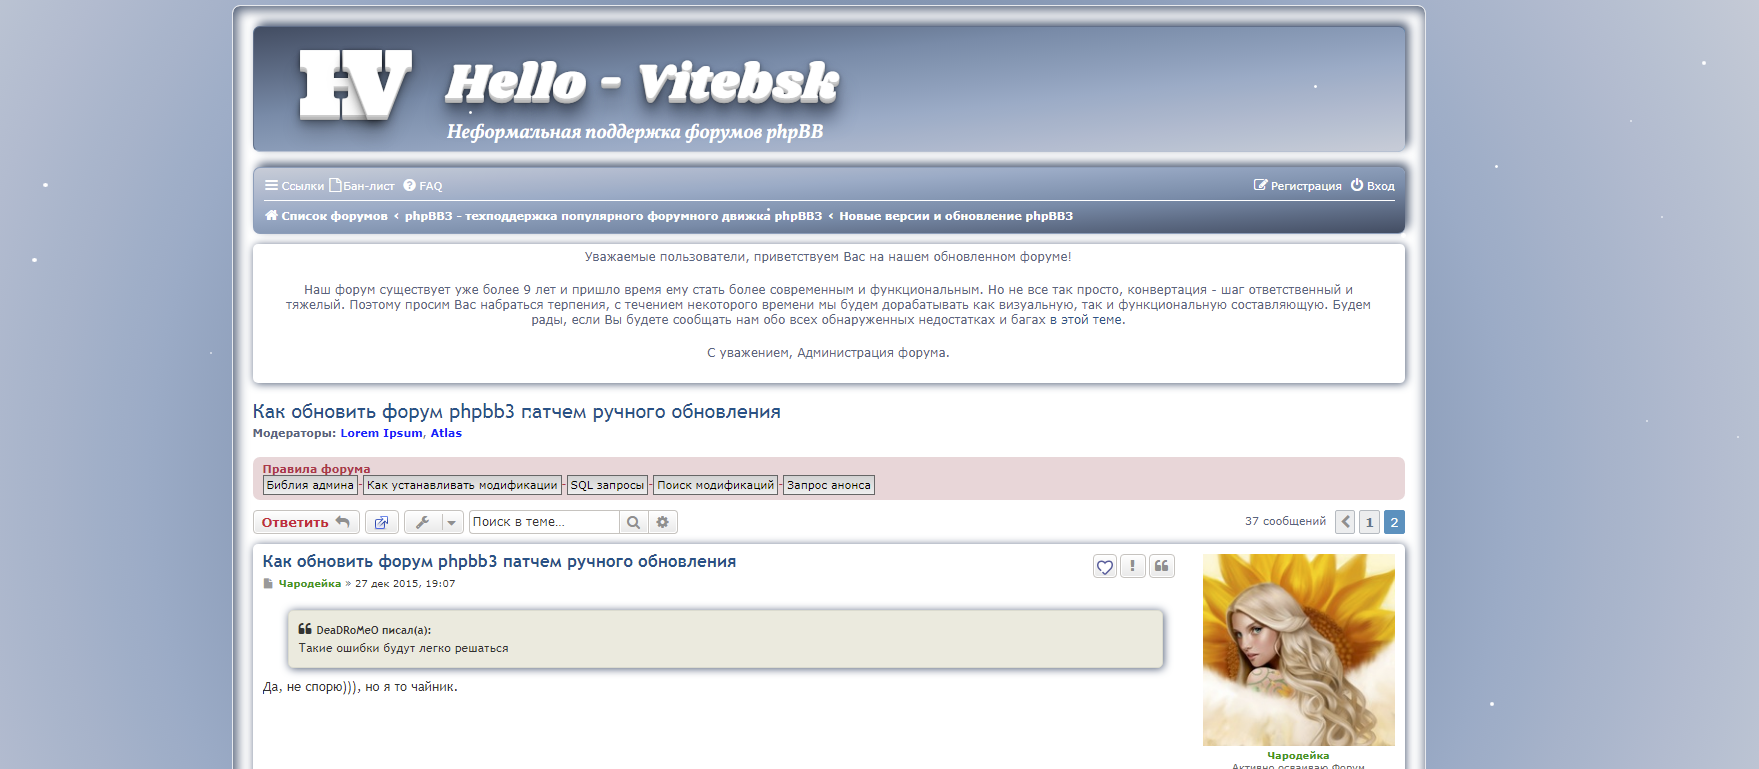 HV
Hello - Vitebsk
Неформальная поддержка форумов phpBB
Ссылки Бан-лист FAQ
Регистрация Вход
Список форумов ‹ phpBB3 - техподдержка популярного форумного движка phpBB3 ‹ Новые версии и обновление phpBB3
Уважаемые пользователи, приветствуем Вас на нашем обновленном форуме!
Наш форум существует уже более 9 лет и пришло время ему стать более современным и функциональным. Но не все так просто, конвертация - шаг ответственный и
тяжелый. Поэтому просим Вас набраться терпения, с течением некоторого времени мы будем дорабатывать как визуальную, так и функциональную составляющую. Будем
рады, если Вы будете сообщать нам обо всех обнаруженных недостатках и багах в этой теме.
С уважением, Администрация форума.
Как обновить форум phpbb3 патчем ручного обновления
Модераторы: Lorem Ipsum, Atlas
Правила форума
Библия админа - Как устанавливать модификации - SQL запросы - Поиск модификаций - Запрос анонса
Ответить
Поиск в теме...
37 сообщений 1 2
Как обновить форум phpbb3 патчем ручного обновления
Чародейка » 27 дек 2015, 19:07
DeaDRoMeO писал(а):
Такие ошибки будут легко решаться
Да, не спорю))), но я то чайник.
Чародейка
Активно осваиваю Форум